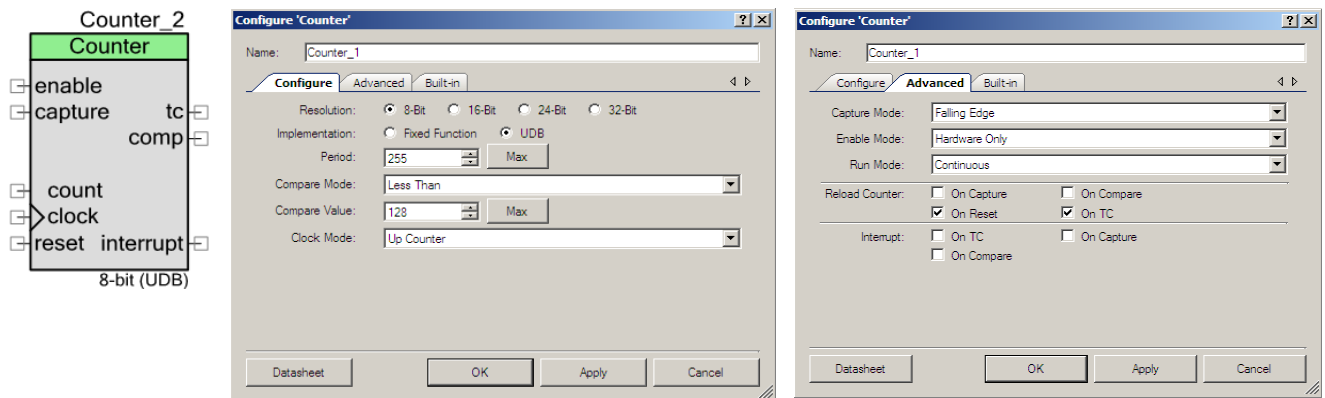 Counter_2
Counter
enable
capture tc
comp
count
clock
reset interrupt
8-bit (UDB)
Configure 'Counter'
Name: Counter_1
Configure Advanced Built-in
Resolution: 8-Bit 16-Bit 24-Bit 32-Bit
Implementation: Fixed Function UDB
Period: 255 Max
Compare Mode: Less Than
Compare Value: 128 Max
Clock Mode: Up Counter
Datasheet OK Apply Cancel
Configure 'Counter'
Name: Counter_1
Configure Advanced Built-in
Capture Mode: Falling Edge
Enable Mode: Hardware Only
Run Mode: Continuous
Reload Counter: On Capture On Compare
On Reset On TC
Interrupt: On TC On Capture
On Compare
Datasheet OK Apply Cancel